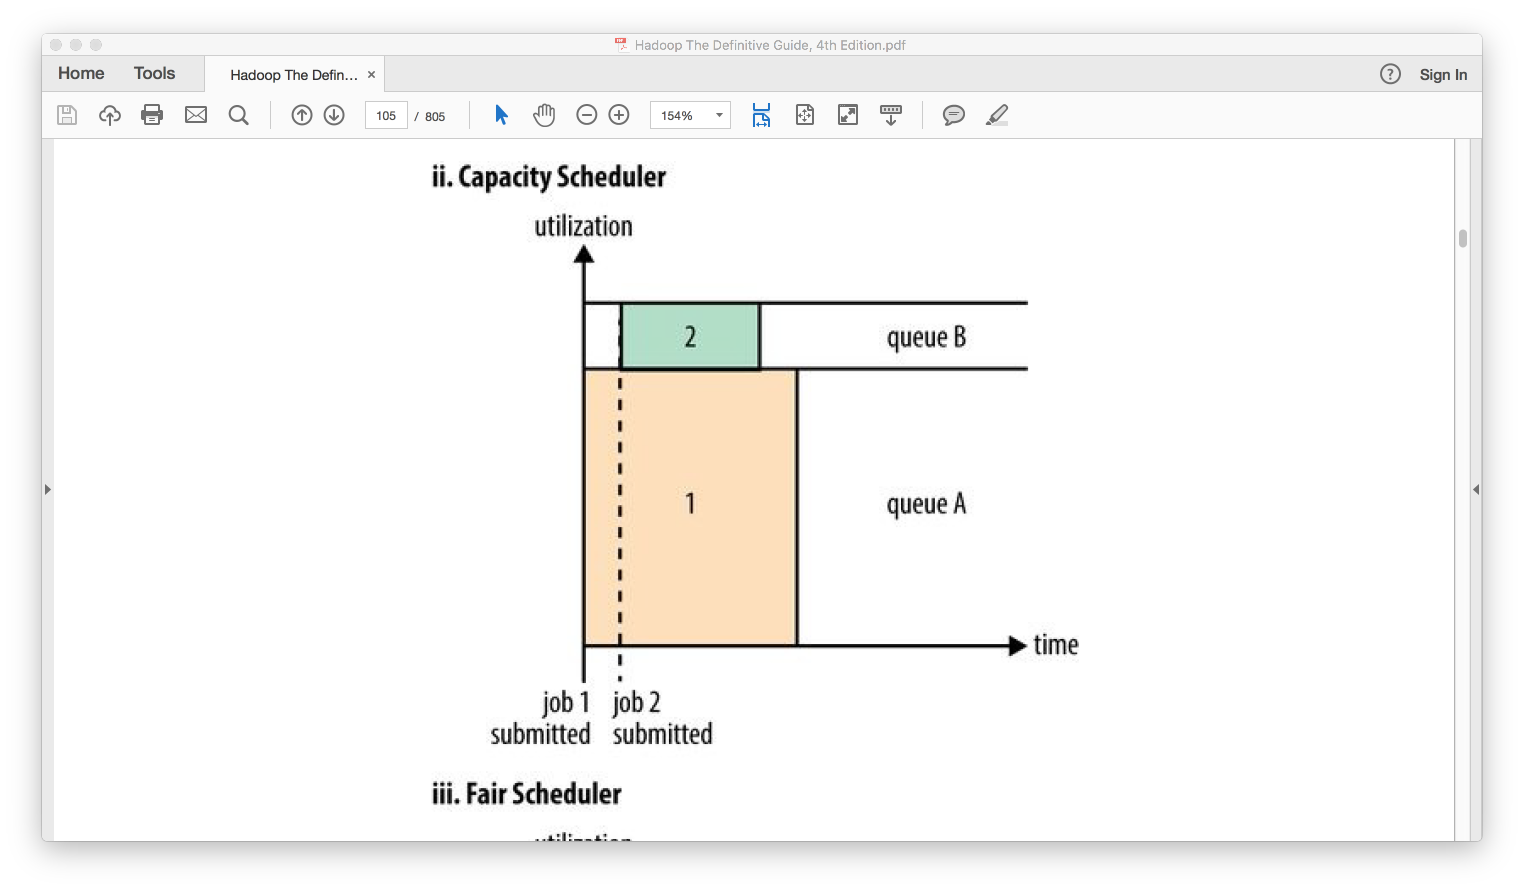 Hadoop The Definitive Guide, 4th Edition.pdf
Home Tools Hadoop The Defin... × ? Sign In
105 / 805 154%
ii. Capacity Scheduler
utilization
2 queue B
1 queue A
time
job 1 job 2
submitted submitted
iii. Fair Scheduler
utilization